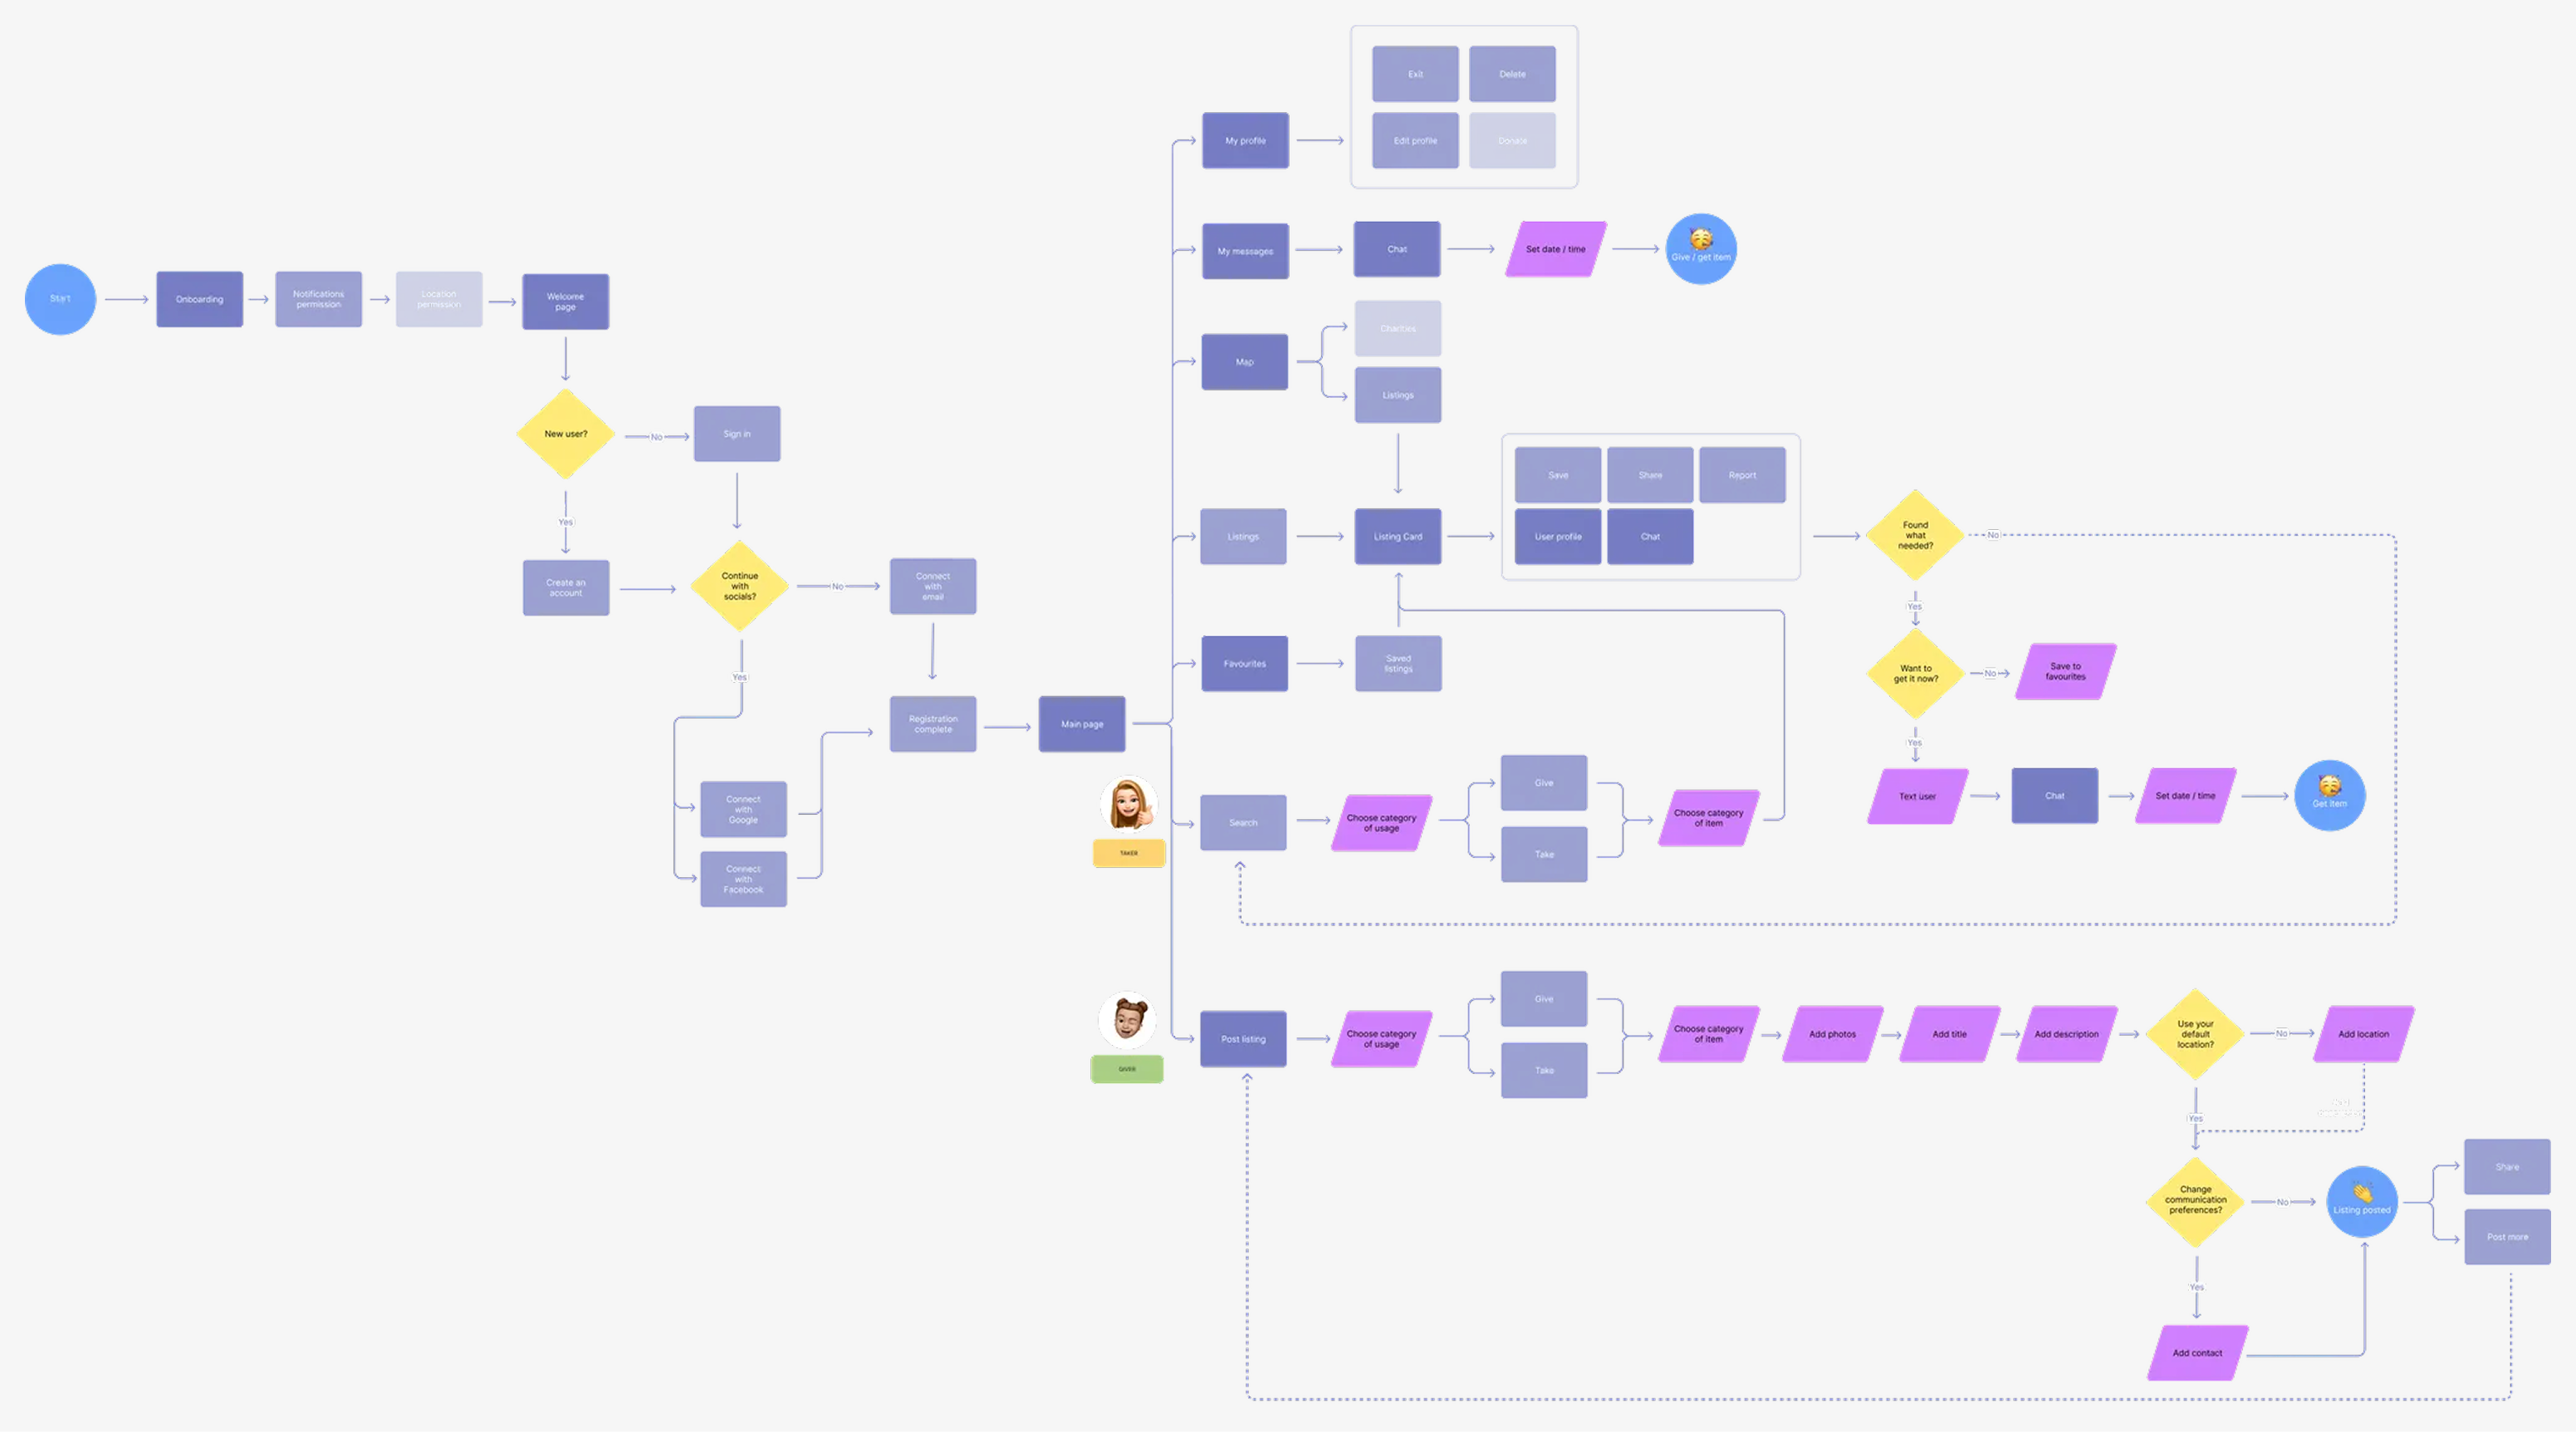 Exit
Delete
Edit profile
Donate
My profile
My messages
Chat
Set date / time
Give / get item
Start
Onboarding
Notifications
permission
Location
permission
Welcome
page
Map
Charities
Listings
New user?
No
Sign in
Yes
Create an
account
Continue
with
socials?
No
Connect
with
email
Yes
Registration
complete
Main page
Connect
with
Google
Connect
with
Facebook
Listings
Listing Card
Save
Share
Report
User profile
Chat
Found
what
needed?
No
Yes
Favourites
Saved
listings
Want to
get it now?
No
Save to
favourites
Yes
TAKER
Search
Choose category
of usage
Give
Take
Choose category
of item
Text user
Chat
Set date / time
Get item
GIVER
Post listing
Choose category
of usage
Give
Take
Choose category
of item
Add photos
Add title
Add description
Use your
default
location?
No
Add location
Yes
Change
communication
preferences?
No
Listing posted
Share
Post more
Yes
Add contact